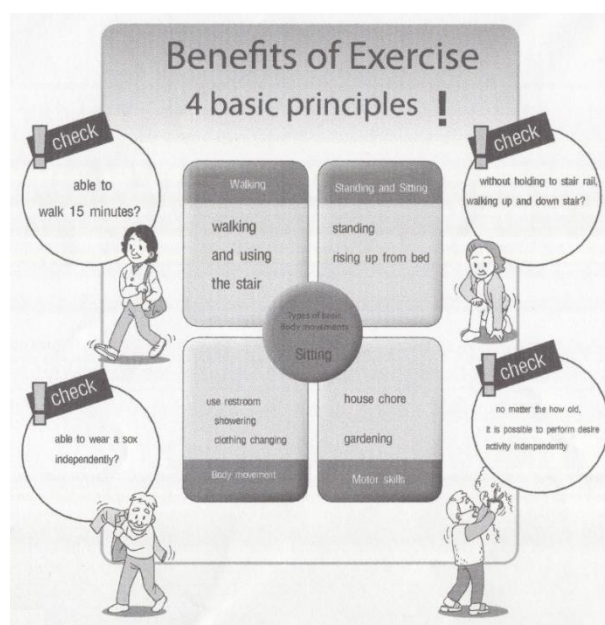 Benefits of Exercise
4 basic principles !
! check
able to
walk 15 minutes?
! check
without holding to stair rail,
walking up and down stair?
Walking
walking
and using
the stair
Standing and Sitting
standing
rising up from bed
Types of basic
Body movements
Sitting
! check
able to wear a sox
independently?
use restroom
showering
clothing changing
Body movement
house chore
gardening
Motor skills
! check
no matter the how old,
it is possible to perform desire
activity indenpendently